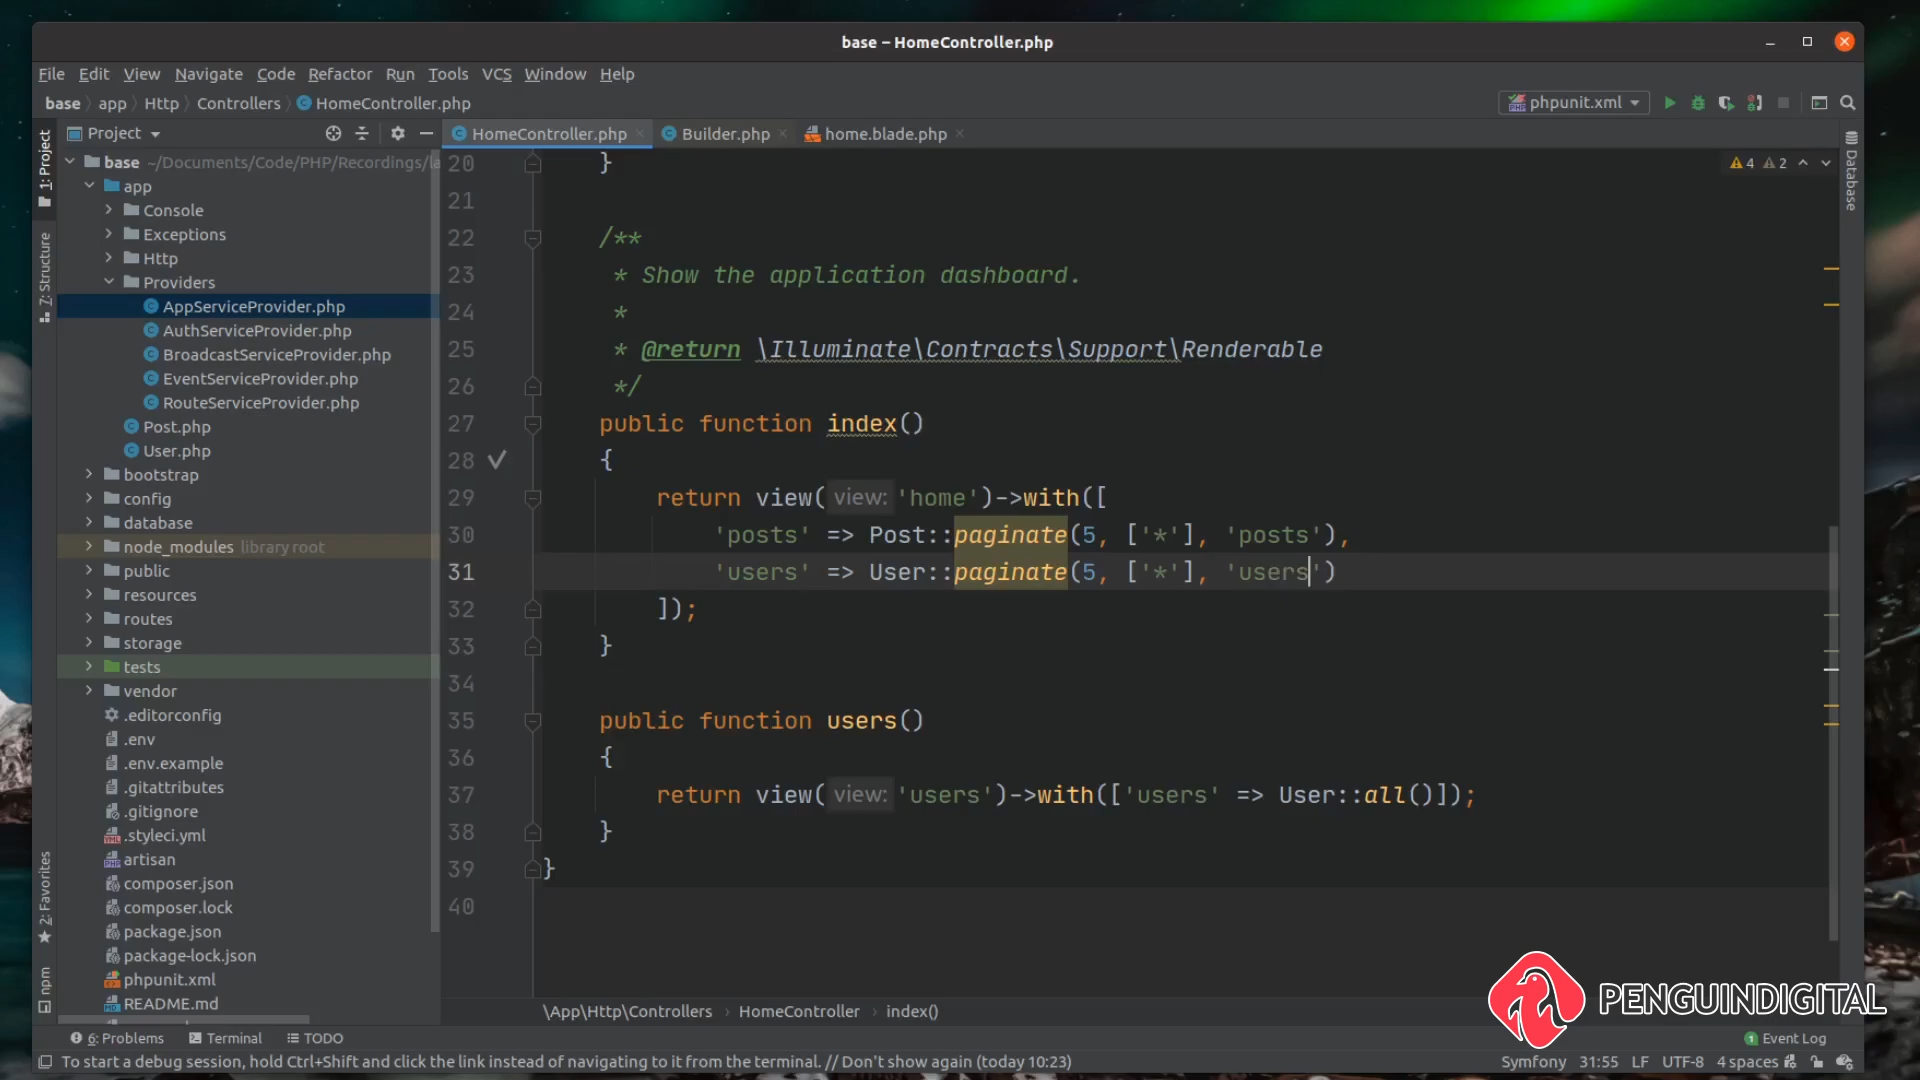 base – HomeController.php
File Edit View Navigate Code Refactor Run Tools VCS Window Help
base app Http Controllers HomeController.php
phpunit.xml
Project
HomeController.php
Builder.php
home.blade.php
1: Project
7: Structure
2: Favorites
npm
Database
base ~/Documents/Code/PHP/Recordings/la
app
Console
Exceptions
Http
Providers
AppServiceProvider.php
AuthServiceProvider.php
BroadcastServiceProvider.php
EventServiceProvider.php
RouteServiceProvider.php
Post.php
User.php
bootstrap
config
database
node_modules library root
public
resources
routes
storage
tests
vendor
.editorconfig
.env
.env.example
.gitattributes
.gitignore
.styleci.yml
artisan
composer.json
composer.lock
package.json
package-lock.json
phpunit.xml
README.md
4 2
20 }
21
22 /**
23 * Show the application dashboard.
24 *
25 * @return \Illuminate\Contracts\Support\Renderable
26 */
27 public function index()
28 {
29 return view( view: 'home')->with([
30 'posts' => Post::paginate(5, ['*'], 'posts'),
31 'users' => User::paginate(5, ['*'], 'users')
32 ]);
33 }
34
35 public function users()
36 {
37 return view( view: 'users')->with(['users' => User::all()]);
38 }
39 }
40
\App\Http\Controllers › HomeController › index()
PENGUINDIGITAL
6: Problems Terminal TODO
1 Event Log
To start a debug session, hold Ctrl+Shift and click the link instead of navigating to it from the terminal. // Don't show again (today 10:23)
Symfony 31:55 LF UTF-8 4 spaces